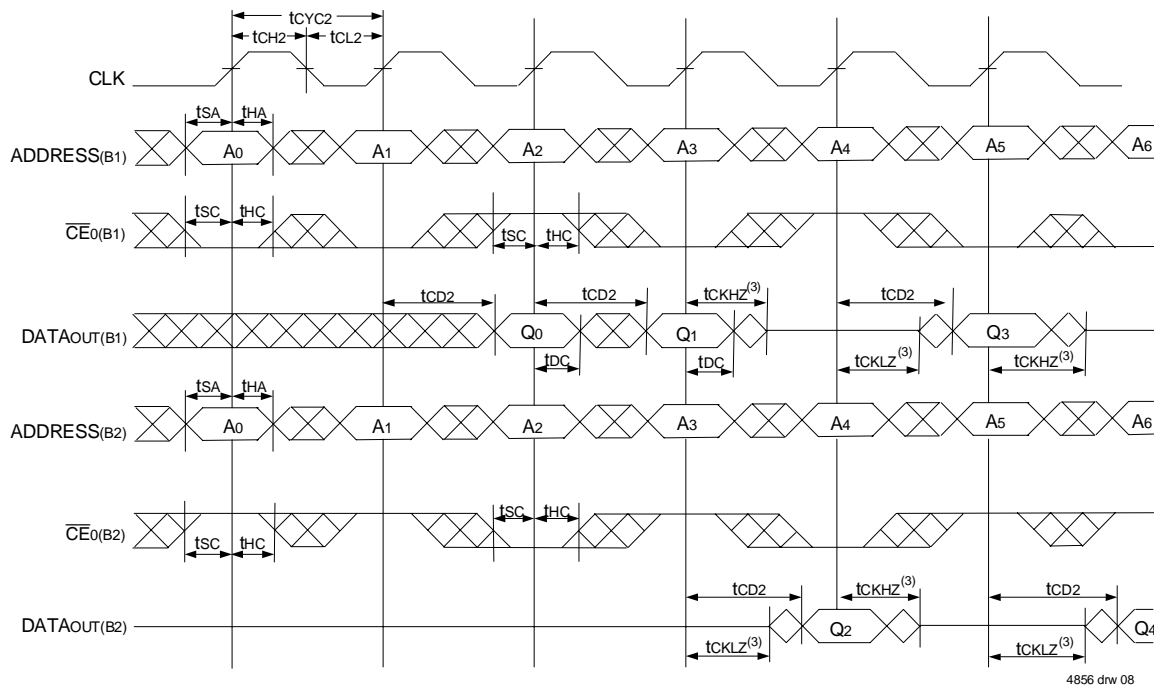 tCYC2
tCH2 tCL2
CLK
tSA tHA
ADDRESS(B1) A0 A1 A2 A3 A4 A5 A6
tSC tHC
CE0(B1)
tSC tHC
tCD2 tCD2 tCKHZ(3) tCD2
DATAOUT(B1) Q0 Q1 Q3
tDC tDC tCKLZ(3) tCKHZ(3)
tSA tHA
ADDRESS(B2) A0 A1 A2 A3 A4 A5 A6
tSC tHC
CE0(B2)
tSC tHC
tCD2 tCKHZ(3) tCD2
DATAOUT(B2) Q2 Q4
tCKLZ(3) tCKLZ(3)
4856 drw 08